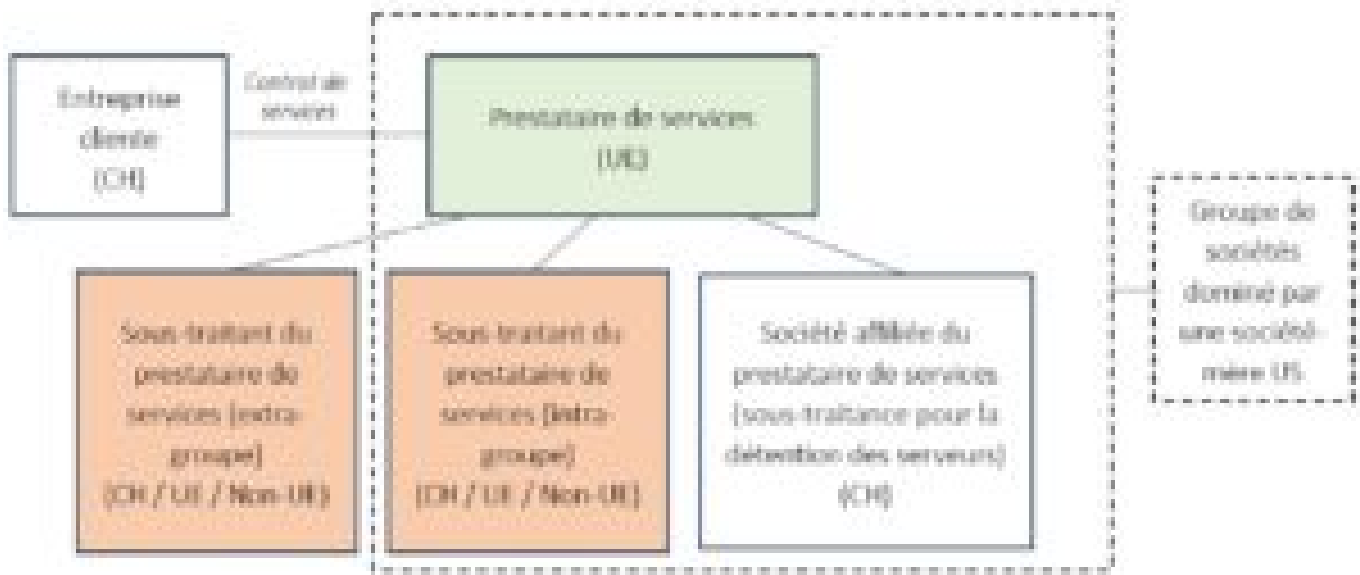 Entreprise
cliente
(CH)
Contrat de
services
Prestataire de services
(UE)
Groupe de
sociétés
dominé par
une société-
mère US
Sous-traitant du
prestataire de
services (extra-
groupe)
(CH / UE / Non-UE)
Sous-traitant du
prestataire de
services (intra-
groupe)
(CH / UE / Non-UE)
Société affiliée du
prestataire de services
(sous-traitance pour la
détention des serveurs)
(CH)